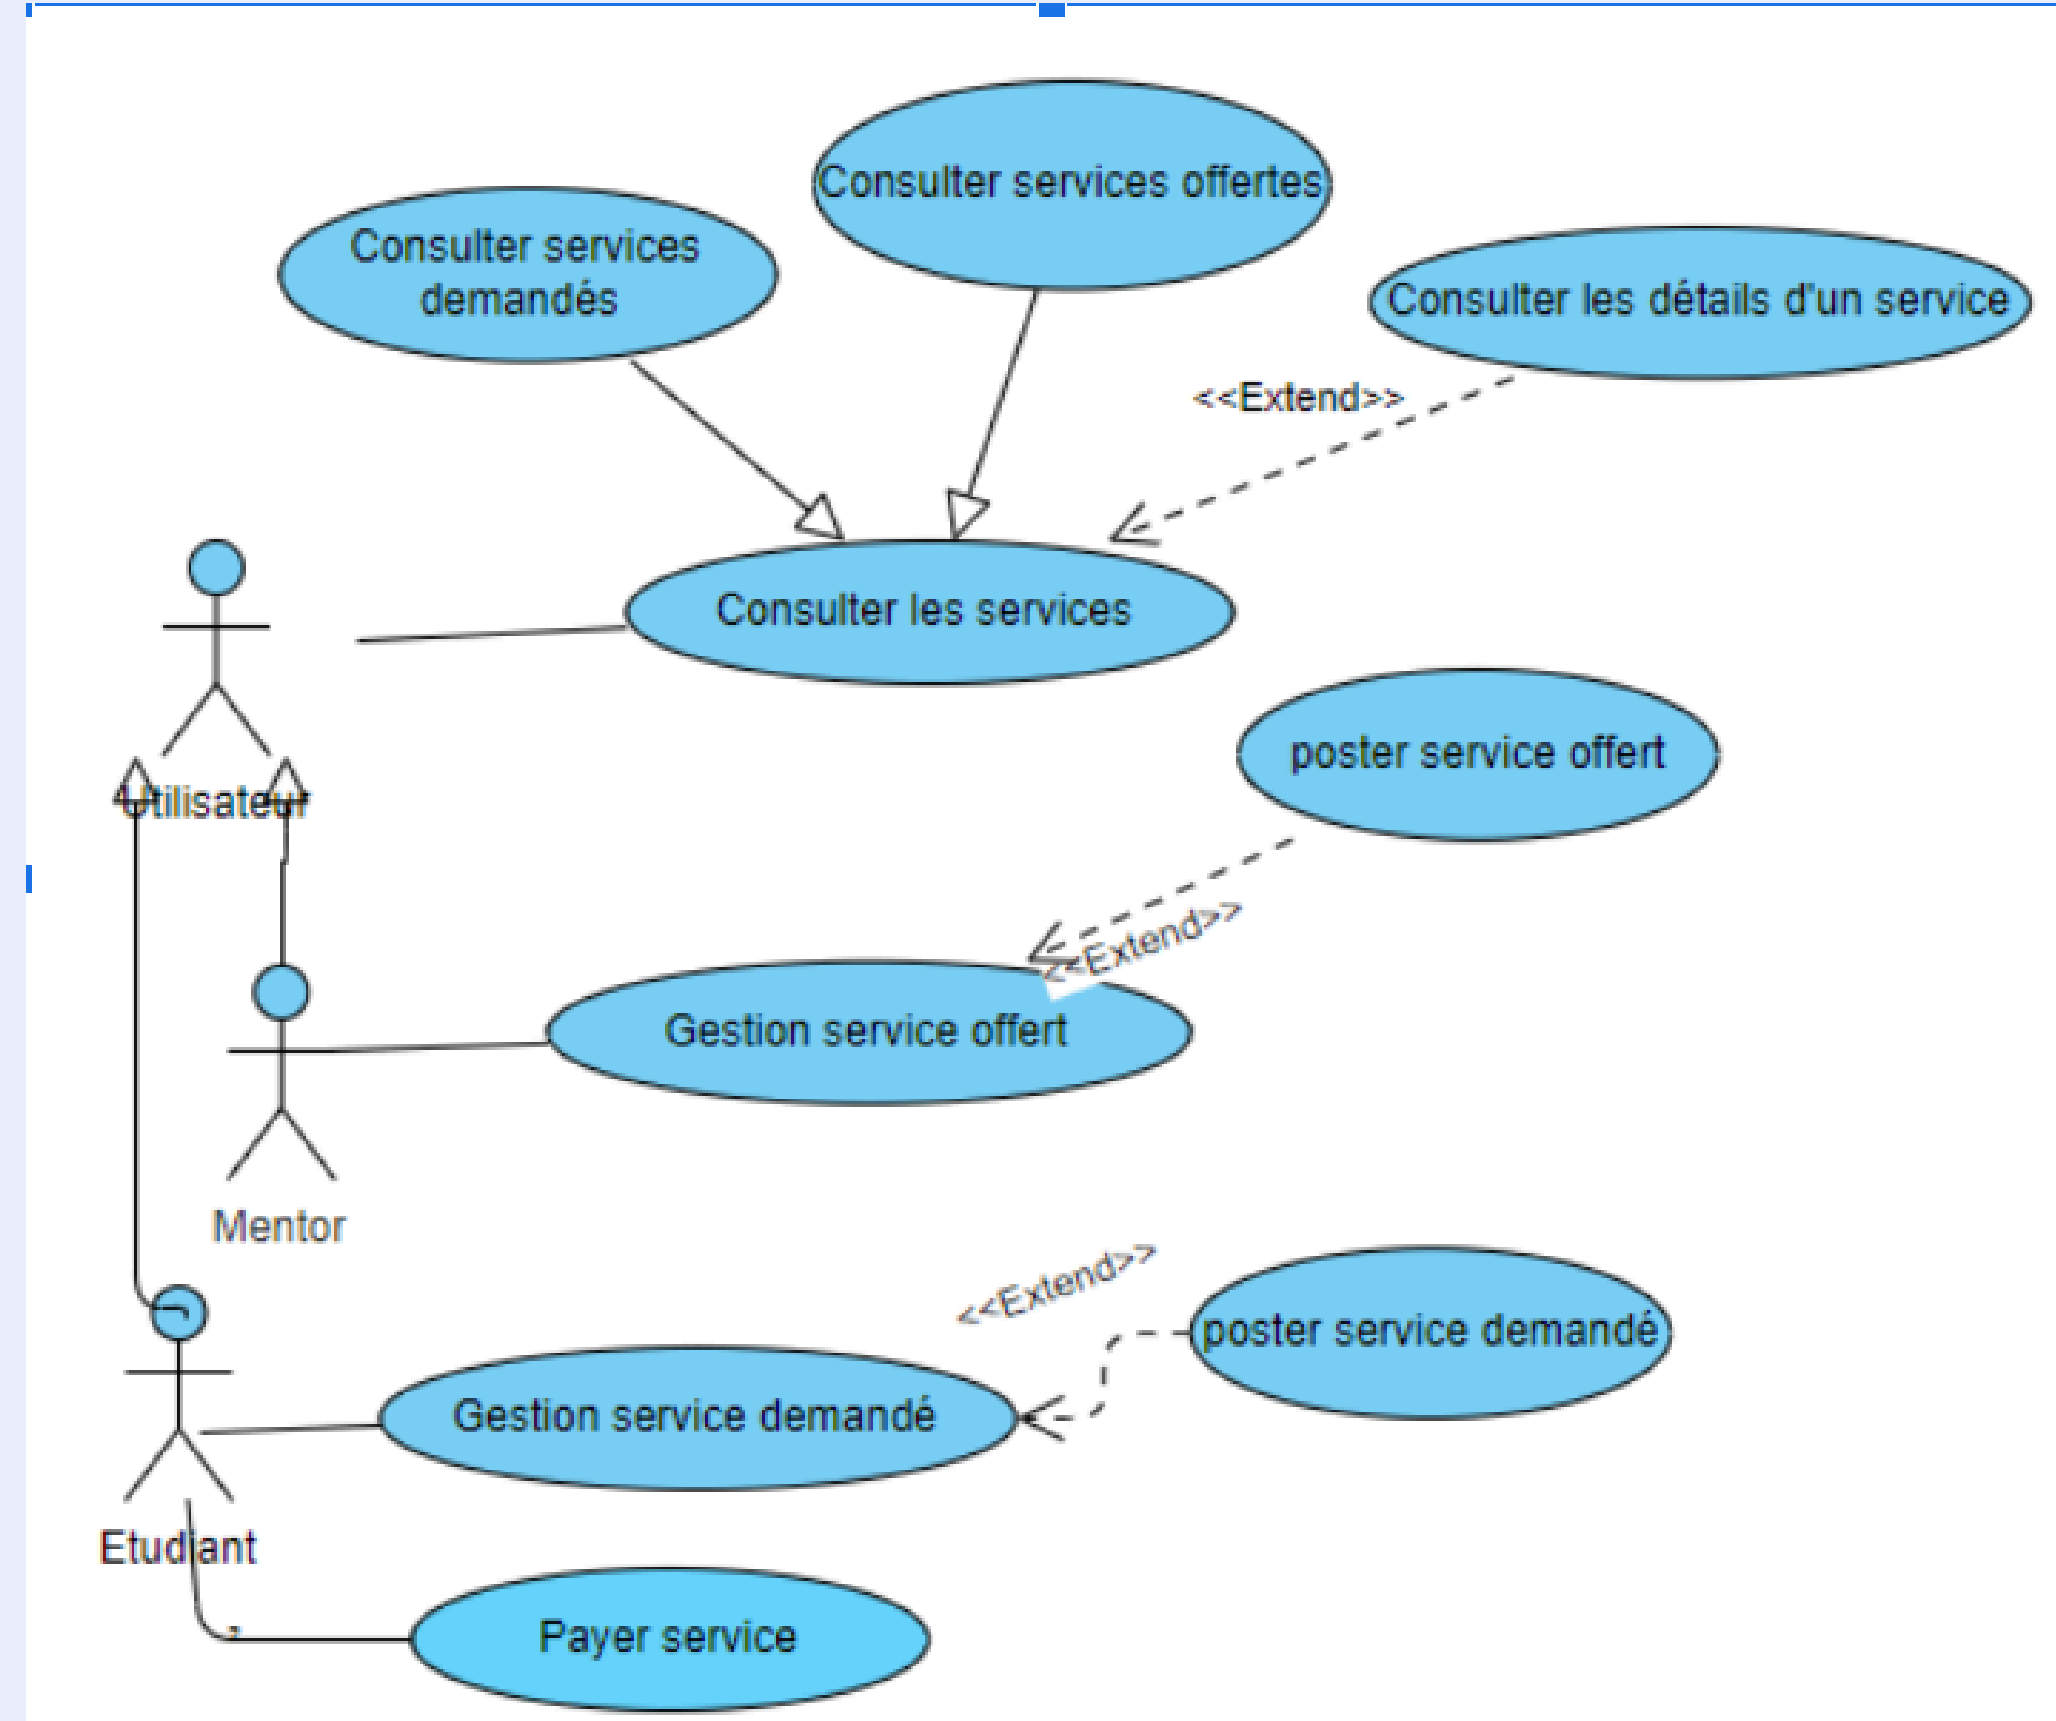 Consulter services offertes
Consulter services
demandés
Consulter les détails d'un service
<<Extend>>
Consulter les services
poster service offert
Utilisateur
<<Extend>>
Gestion service offert
Mentor
<<Extend>>
poster service demandé
Gestion service demandé
Etudiant
Payer service